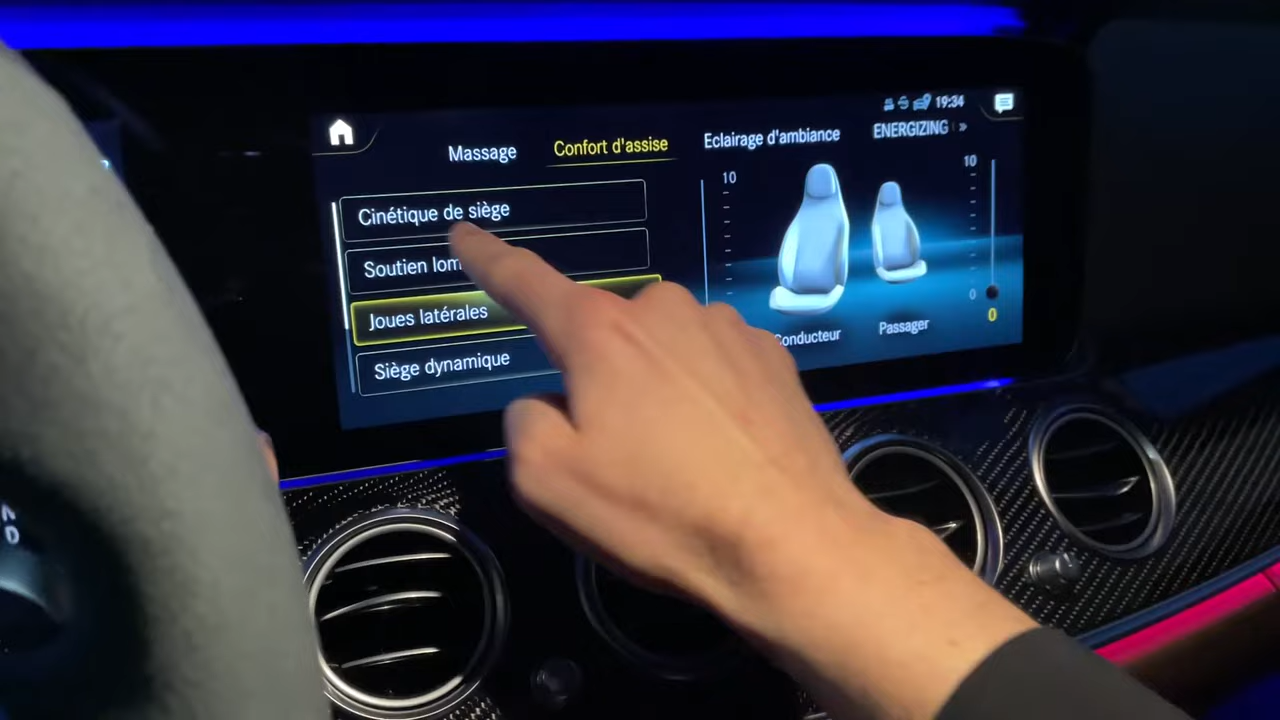 19:34
Massage
Confort d'assise
Eclairage d'ambiance
ENERGIZING »
Cinétique de siège
Soutien lom
Joues latérales
Siège dynamique
10
10
0
0
Conducteur
Passager
D